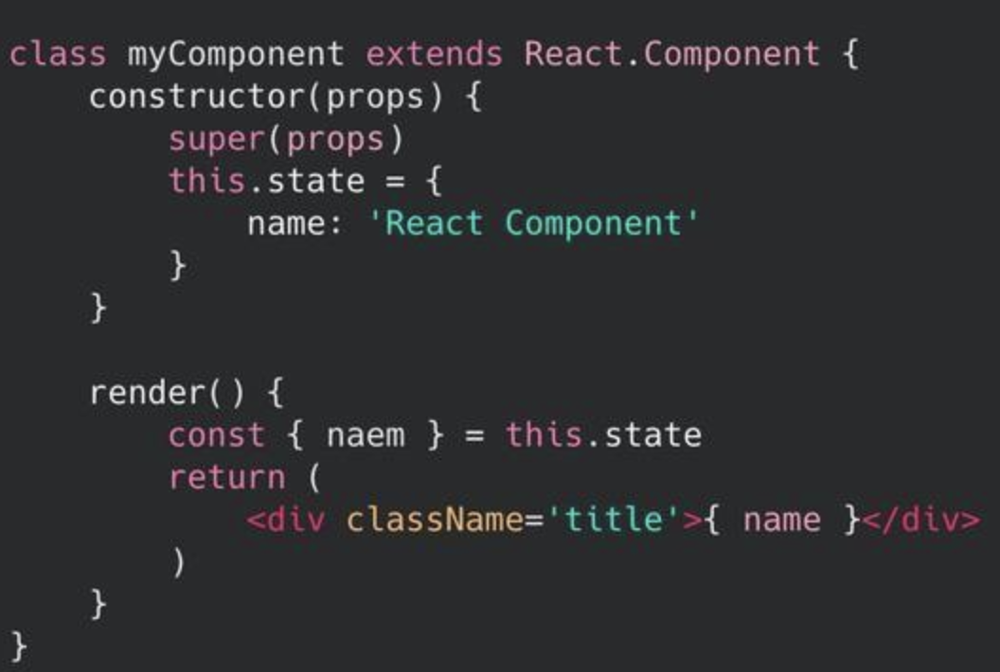 class myComponent extends React.Component {
    constructor(props) {
        super(props)
        this.state = {
            name: 'React Component'
        }
    }

    render() {
        const { naem } = this.state
        return (
            <div className='title'>{ name }</div>
        )
    }
}